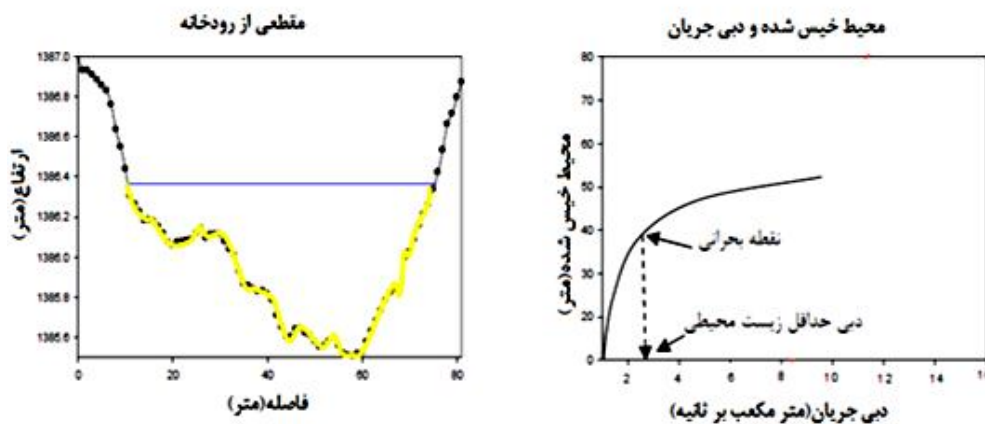 مقطعی از رودخانه
1387.0
1386.8
1386.6
1386.4
1386.2
1386.0
1385.8
1385.6
ارتفاع(متر)
0 20 40 60 80
فاصله(متر)
محیط خیس شده و دبی جریان
80
70
60
50
40
30
20
10
0
محیط خیس شده(متر)
نقطه بحرانی
دبی حداقل زیست محیطی
2 4 6 8 10 12 14 16
دبی جریان(متر مکعب بر ثانیه)